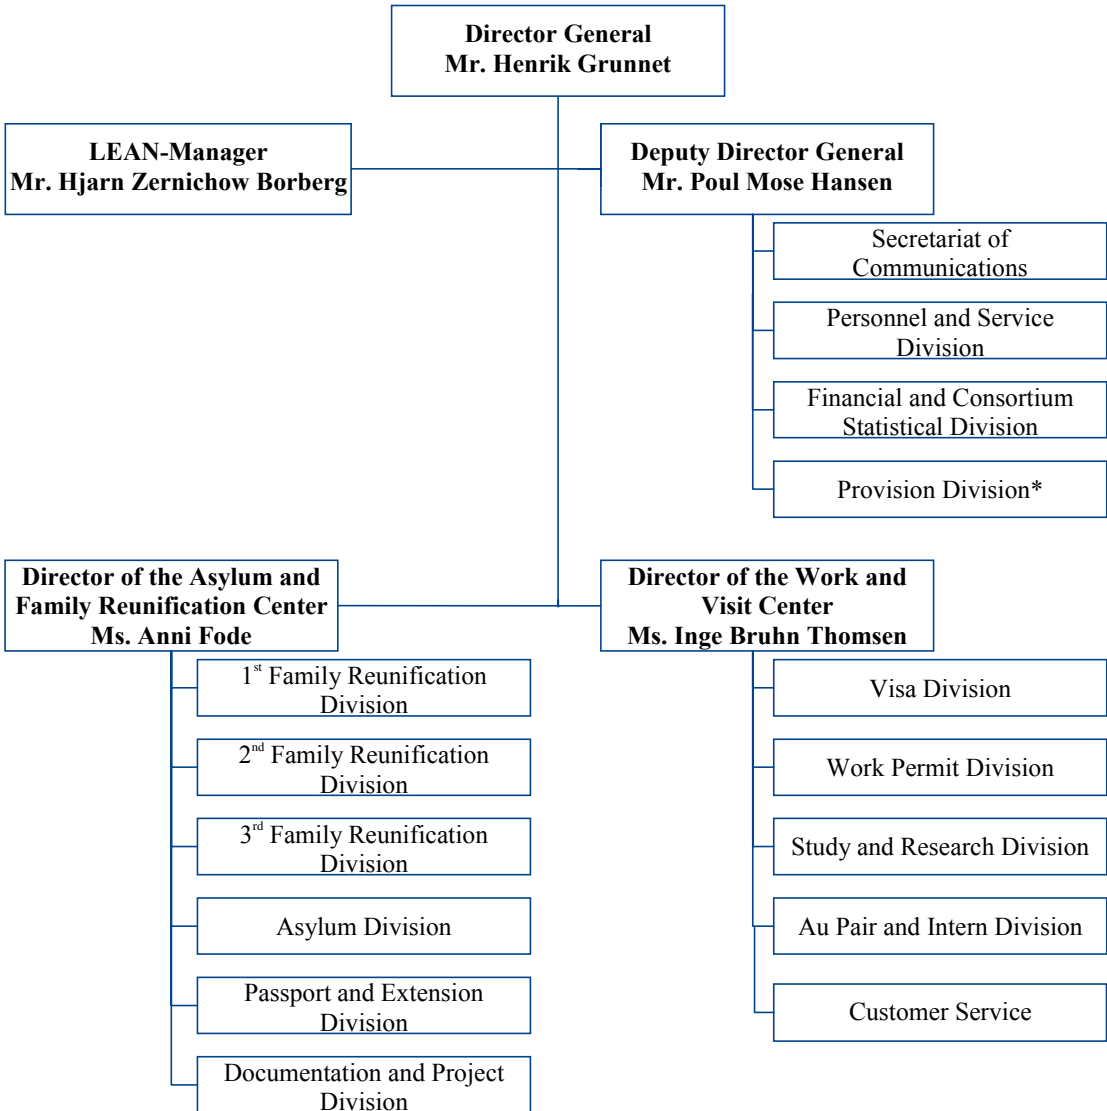 Director General
Mr. Henrik Grunnet
LEAN-Manager
Mr. Hjarn Zernichow Borberg
Deputy Director General
Mr. Poul Mose Hansen
Secretariat of
Communications
Personnel and Service
Division
Financial and Consortium
Statistical Division
Provision Division*
Director of the Asylum and
Family Reunification Center
Ms. Anni Fode
1st Family Reunification
Division
2nd Family Reunification
Division
3rd Family Reunification
Division
Asylum Division
Passport and Extension
Division
Documentation and Project
Division
Director of the Work and
Visit Center
Ms. Inge Bruhn Thomsen
Visa Division
Work Permit Division
Study and Research Division
Au Pair and Intern Division
Customer Service